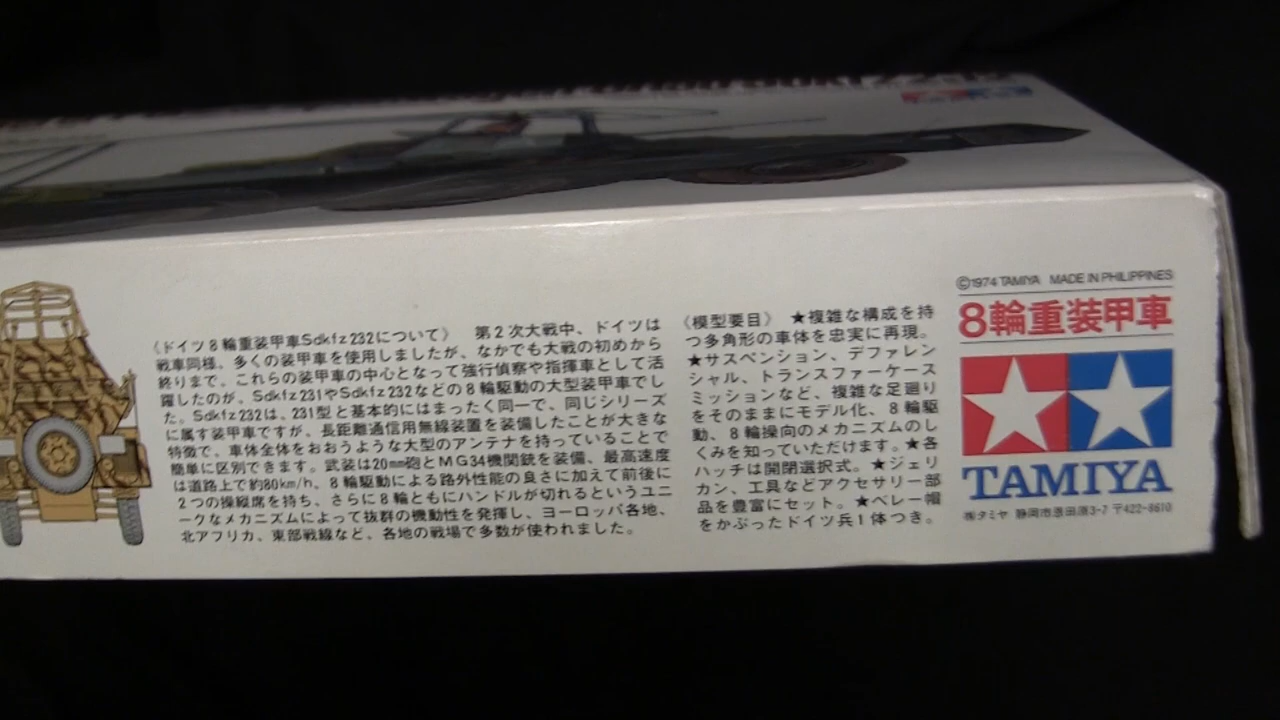 〈ドイツ8輪重装甲車Sdkfz232について〉 第2次大戦中、ドイツは
戦車同様、多くの装甲車を使用しましたが、なかでも大戦の初めから
終りまで、これらの装甲車の中心となって強行偵察や指揮車として活
躍したのが、Sdkfz231やSdkfz232などの8輪駆動の大型装甲車でし
た。Sdkfz232は、231型と基本的にはまったく同一で、同じシリーズ
に属す装甲車ですが、長距離通信用無線装置を装備したことが大きな
特徴で、車体全体をおおうような大型のアンテナを持っていることで
簡単に区別できます。武装は20mm砲とMG34機関銃を装備、最高速度
は道路上で約80km/h、8輪駆動による路外性能の良さに加えて前後に
2つの操縦席を持ち、さらに8輪ともにハンドルが切れるというユニ
ークなメカニズムによって抜群の機動性を発揮し、ヨーロッパ各地、
北アフリカ、東部戦線など、各地の戦場で多数が使われました。
〈模型要目〉 ★複雑な構成を持
つ多角形の車体を忠実に再現。
★サスペンション、デファレン
シャル、トランスファーケース
ミッションなど、複雑な足廻り
をそのままにモデル化、8輪駆
動、8輪操向のメカニズムのし
くみを知っていただけます。★各
ハッチは開閉選択式。★ジェリ
カン、工具などアクセサリー部
品を豊富にセット。★ベレー帽
をかぶったドイツ兵1体つき。
©1974 TAMIYA MADE IN PHILIPPINES
8輪重装甲車
TAMIYA
㈱タミヤ 静岡市恩田原3-7 〒422-8610